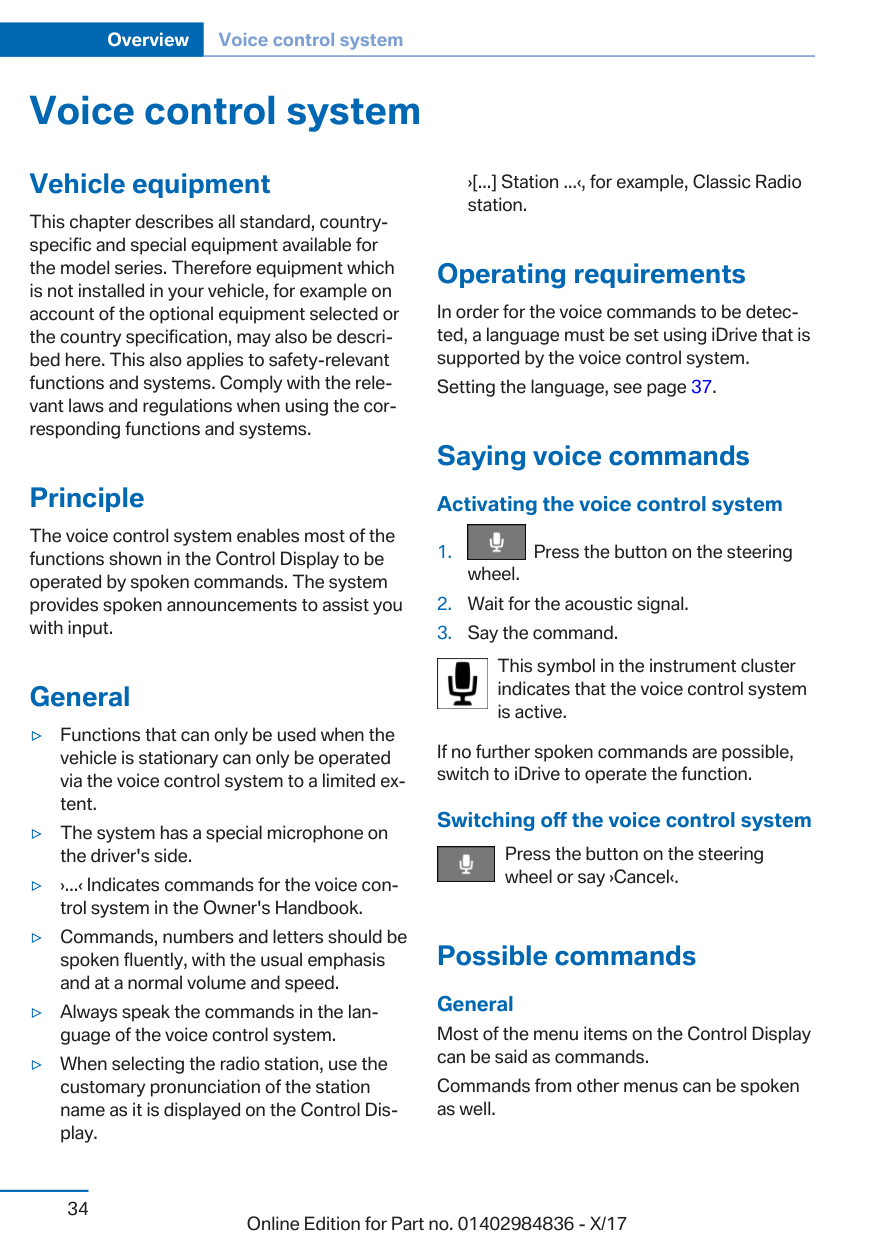 Overview Voice control system
Voice control system
Vehicle equipment
This chapter describes all standard, country-
specific and special equipment available for
the model series. Therefore equipment which
is not installed in your vehicle, for example on
account of the optional equipment selected or
the country specification, may also be descri-
bed here. This also applies to safety-relevant
functions and systems. Comply with the rele-
vant laws and regulations when using the cor-
responding functions and systems.
Principle
The voice control system enables most of the
functions shown in the Control Display to be
operated by spoken commands. The system
provides spoken announcements to assist you
with input.
General
▷ Functions that can only be used when the
vehicle is stationary can only be operated
via the voice control system to a limited ex-
tent.
▷ The system has a special microphone on
the driver's side.
▷ ›...‹ Indicates commands for the voice con-
trol system in the Owner's Handbook.
▷ Commands, numbers and letters should be
spoken fluently, with the usual emphasis
and at a normal volume and speed.
▷ Always speak the commands in the lan-
guage of the voice control system.
▷ When selecting the radio station, use the
customary pronunciation of the station
name as it is displayed on the Control Dis-
play.
›[...] Station ...‹, for example, Classic Radio
station.
Operating requirements
In order for the voice commands to be detec-
ted, a language must be set using iDrive that is
supported by the voice control system.
Setting the language, see page 37.
Saying voice commands
Activating the voice control system
1. Press the button on the steering
wheel.
2. Wait for the acoustic signal.
3. Say the command.
This symbol in the instrument cluster
indicates that the voice control system
is active.
If no further spoken commands are possible,
switch to iDrive to operate the function.
Switching off the voice control system
Press the button on the steering
wheel or say ›Cancel‹.
Possible commands
General
Most of the menu items on the Control Display
can be said as commands.
Commands from other menus can be spoken
as well.
34
Online Edition for Part no. 01402984836 - X/17